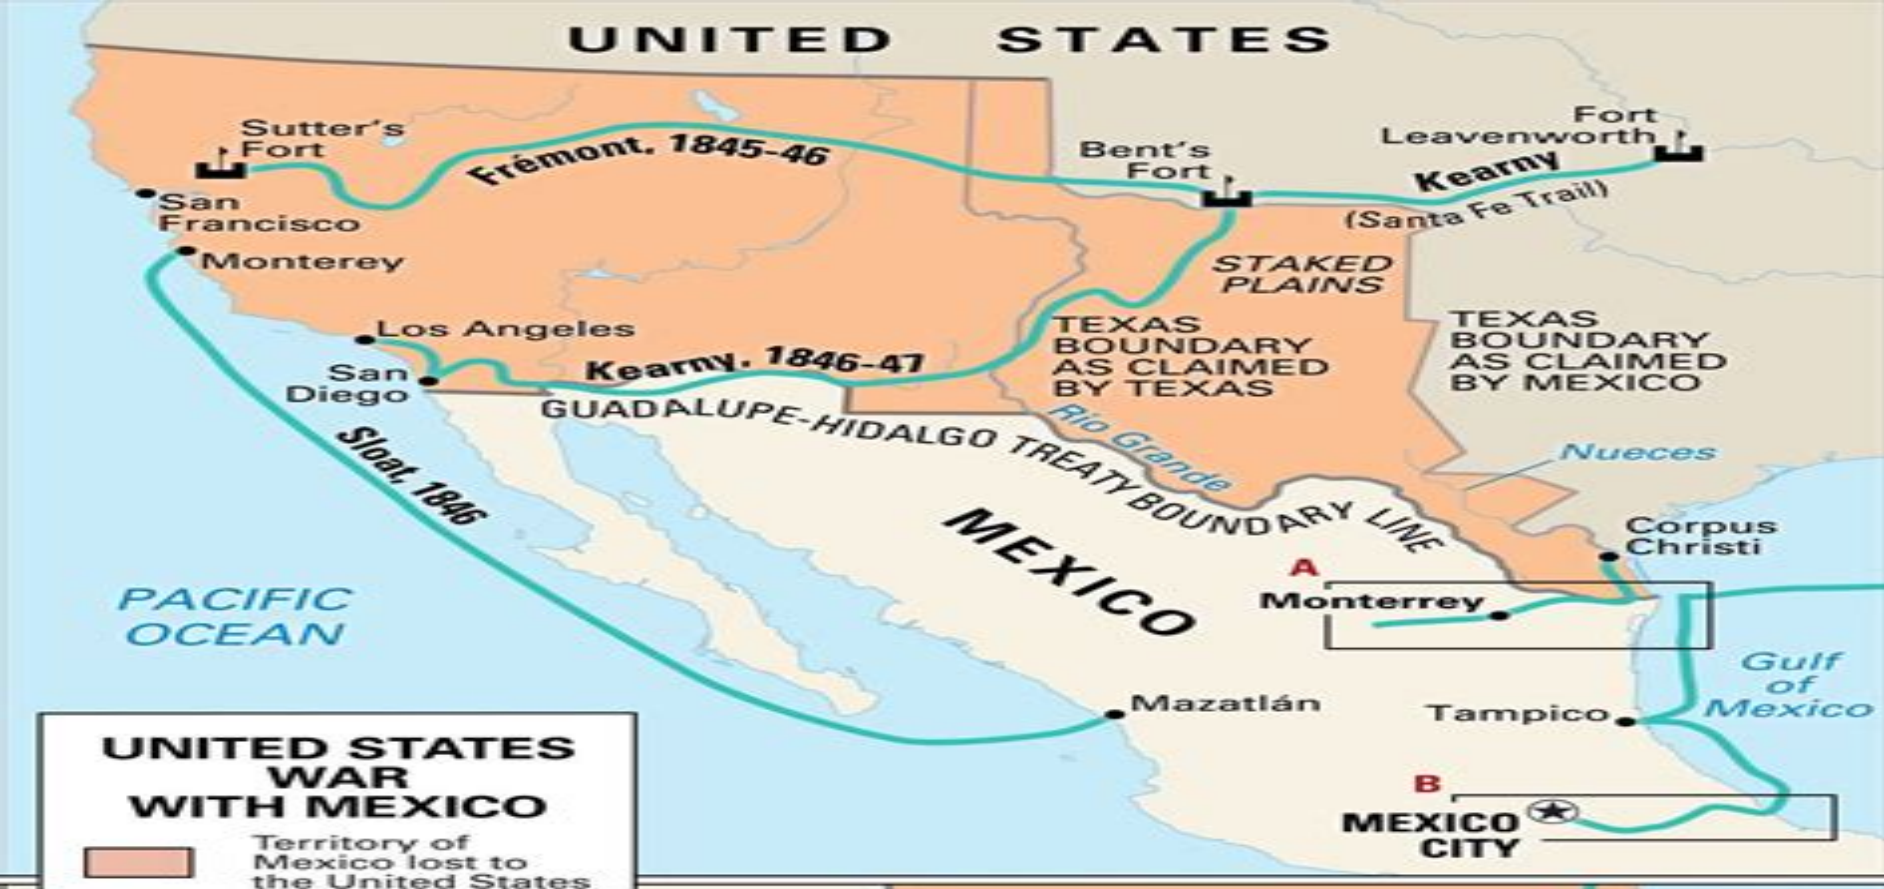 UNITED STATES
Fort
Leavenworth
Sutter's
Fort
Frémont, 1845-46
Bent's
Fort
Kearny
(Santa Fe Trail)
San
Francisco
Monterey
STAKED
PLAINS
Los Angeles
Kearny, 1846-47
TEXAS
BOUNDARY
AS CLAIMED
BY TEXAS
TEXAS
BOUNDARY
AS CLAIMED
BY MEXICO
San
Diego
GUADALUPE-HIDALGO TREATY BOUNDARY LINE
Rio Grande
Nueces
Sloat, 1846
MEXICO
Corpus
Christi
A
Monterrey
PACIFIC
OCEAN
Gulf
of
Mexico
Mazatlán
Tampico
B
MEXICO
CITY
UNITED STATES
WAR
WITH MEXICO
Territory of
Mexico lost to
the United States